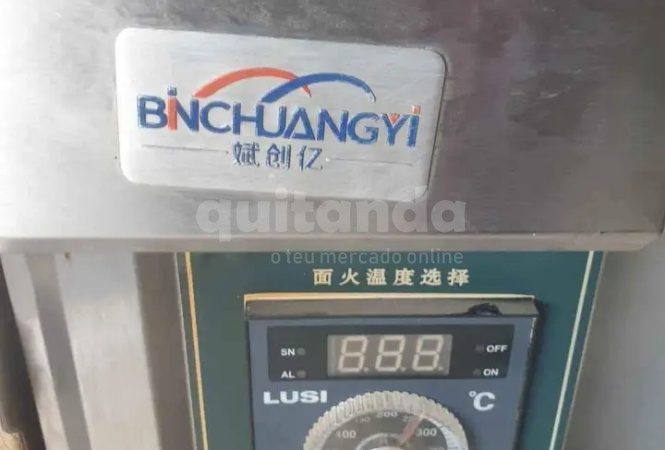 BINCHUANGYI
斌创亿
quitanda
o teu mercado online
面火温度选择
SN
8.8.8.
OFF
AL
ON
LUSI
°C
100
150
200
300